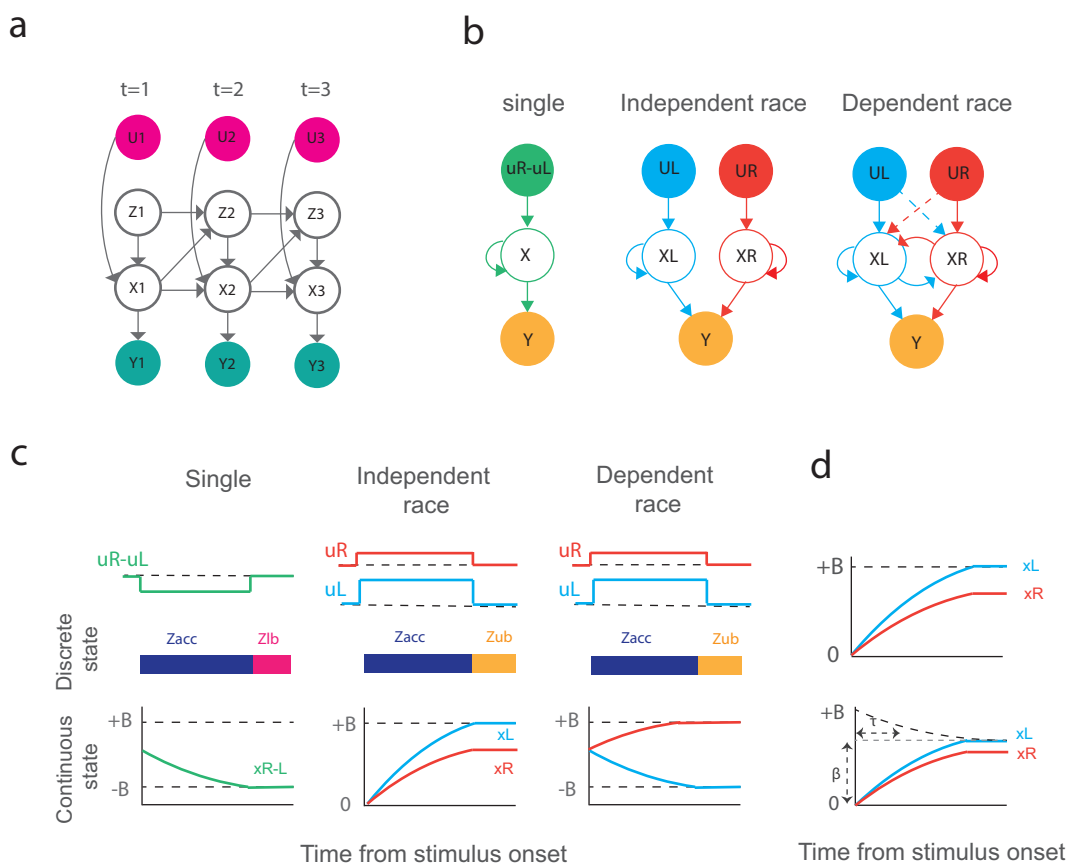 a
t=1 t=2 t=3
U1 U2 U3
Z1 Z2 Z3
X1 X2 X3
Y1 Y2 Y3
b
single Independent race Dependent race
uR-uL UL UR UL UR
X XL XR XL XR
Y Y Y
c
Single Independent race Dependent race
uR-uL uR uL uR uL
Discrete state
Zacc Zlb Zacc Zub Zacc Zub
Continuous state
+B -B xR-L
+B 0 xL xR
+B -B
Time from stimulus onset
d
+B 0 xL xR
+B τ β 0 xL xR
Time from stimulus onset